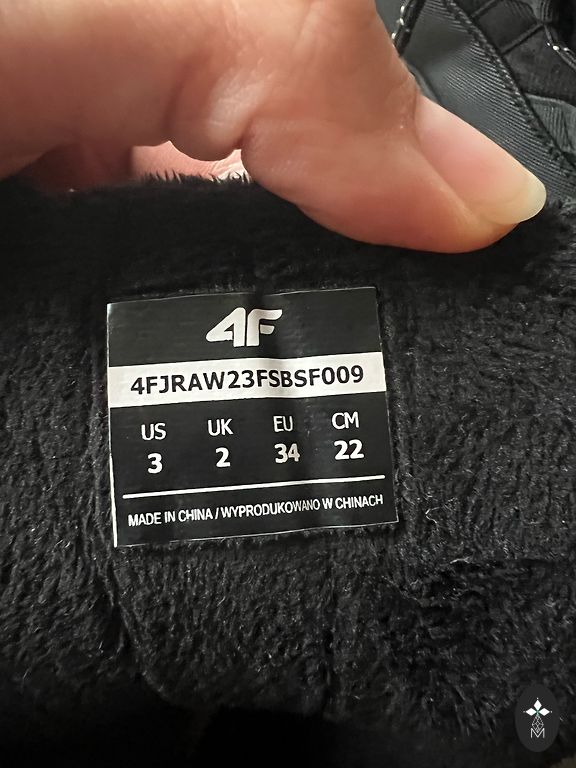 4F
4FJRAW23FSBSF009
US UK EU CM
3 2 34 22
MADE IN CHINA / WYPRODUKOWANO W CHINACH
M